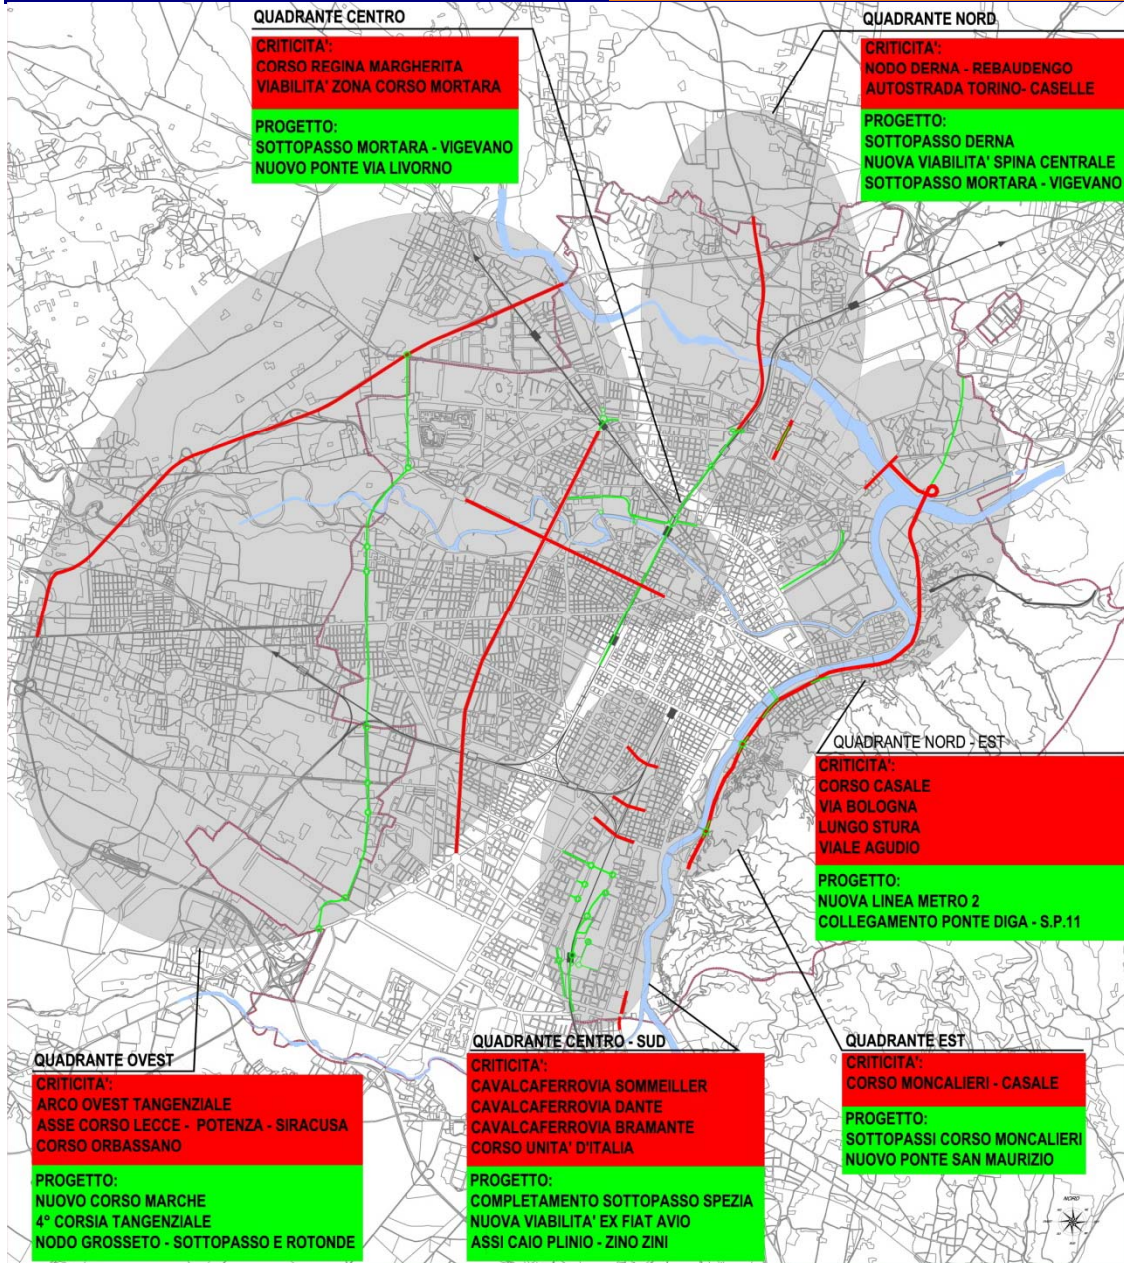 QUADRANTE CENTRO
CRITICITA':
CORSO REGINA MARGHERITA
VIABILITA' ZONA CORSO MORTARA
PROGETTO:
SOTTOPASSO MORTARA - VIGEVANO
NUOVO PONTE VIA LIVORNO
QUADRANTE NORD
CRITICITA':
NODO DERNA - REBAUDENGO
AUTOSTRADA TORINO- CASELLE
PROGETTO:
SOTTOPASSO DERNA
NUOVA VIABILITA' SPINA CENTRALE
SOTTOPASSO MORTARA - VIGEVANO
QUADRANTE NORD - EST
CRITICITA':
CORSO CASALE
VIA BOLOGNA
LUNGO STURA
VIALE AGUDIO
PROGETTO:
NUOVA LINEA METRO 2
COLLEGAMENTO PONTE DIGA - S.P.11
QUADRANTE OVEST
CRITICITA':
ARCO OVEST TANGENZIALE
ASSE CORSO LECCE - POTENZA - SIRACUSA
CORSO ORBASSANO
PROGETTO:
NUOVO CORSO MARCHE
4° CORSIA TANGENZIALE
NODO GROSSETO - SOTTOPASSO E ROTONDE
QUADRANTE CENTRO - SUD
CRITICITA':
CAVALCAFERROVIA SOMMEILLER
CAVALCAFERROVIA DANTE
CAVALCAFERROVIA BRAMANTE
CORSO UNITA' D'ITALIA
PROGETTO:
COMPLETAMENTO SOTTOPASSO SPEZIA
NUOVA VIABILITA' EX FIAT AVIO
ASSI CAIO PLINIO - ZINO ZINI
QUADRANTE EST
CRITICITA':
CORSO MONCALIERI - CASALE
PROGETTO:
SOTTOPASSI CORSO MONCALIERI
NUOVO PONTE SAN MAURIZIO
NORD